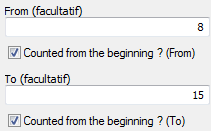 From (facultatif)
8
Counted from the beginning ? (From)
To (facultatif)
15
Counted from the beginning ? (To)